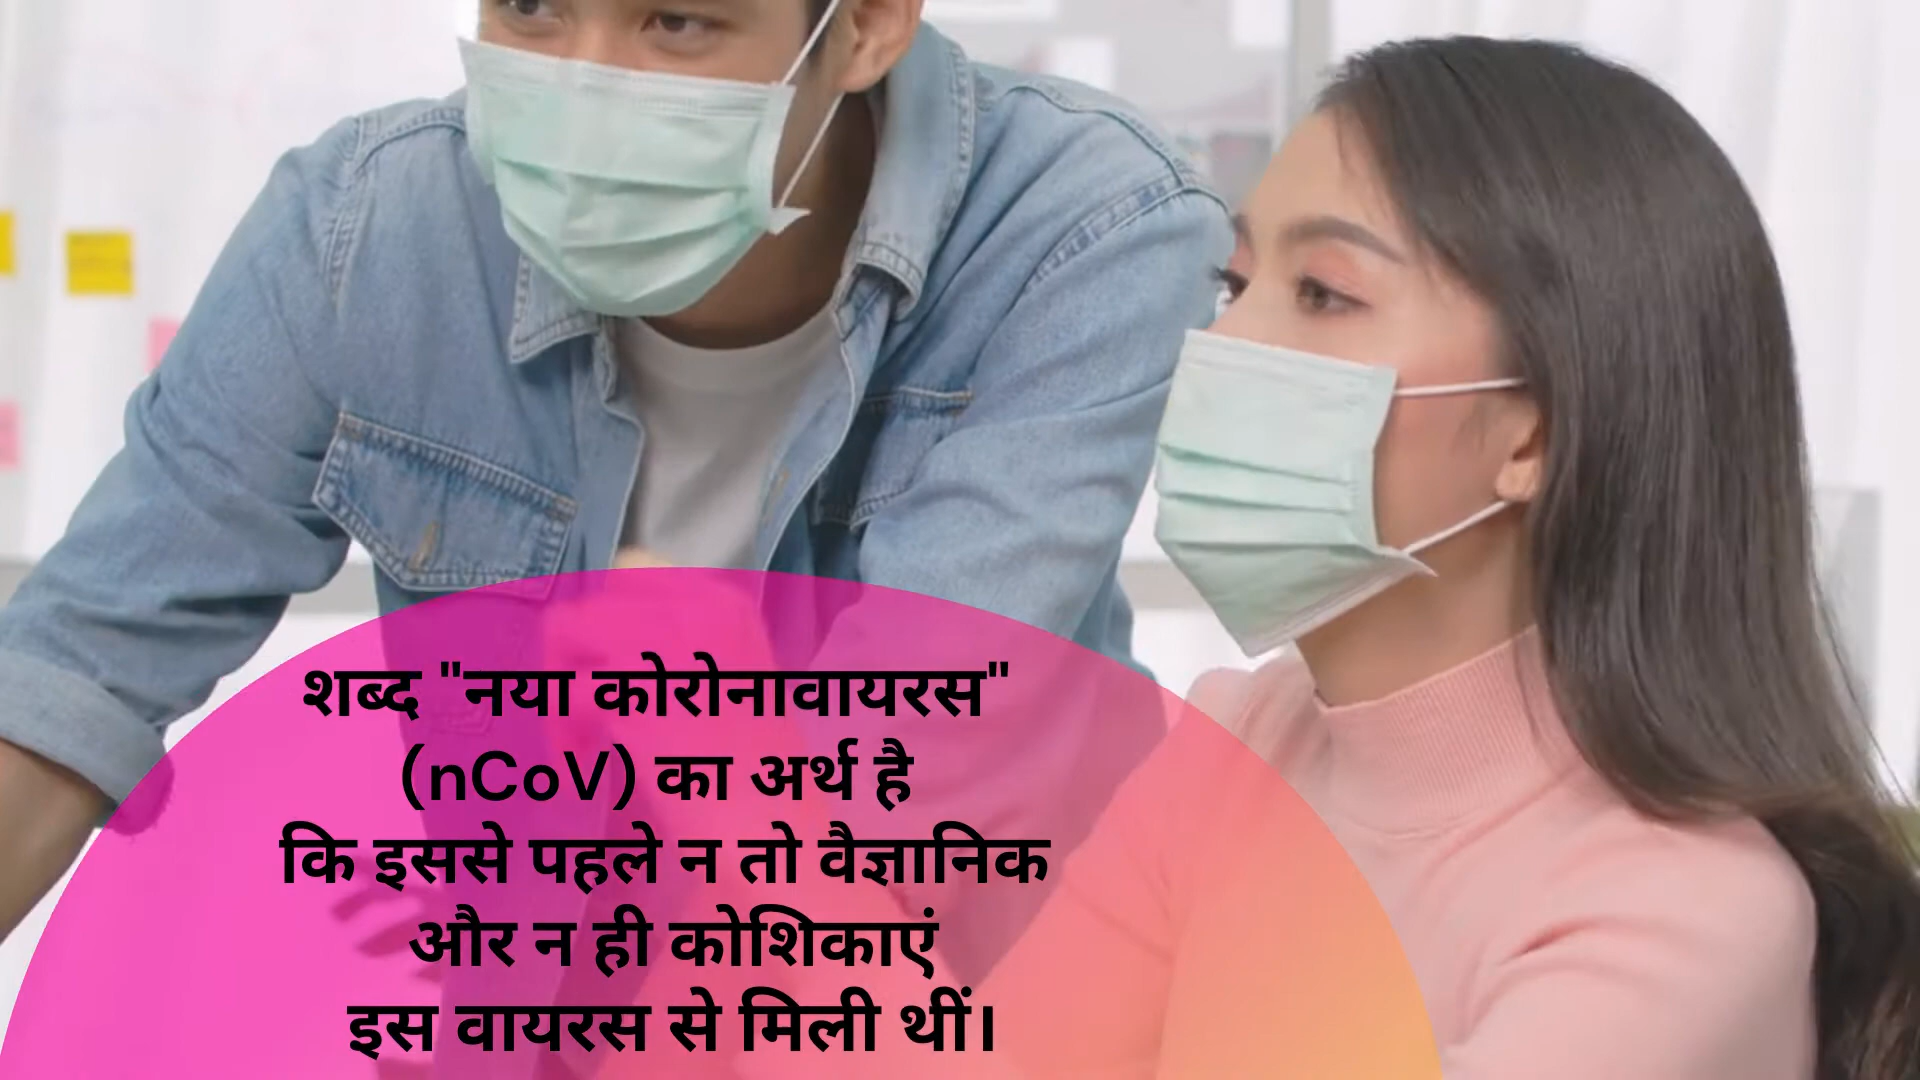 शब्द "नया कोरोनावायरस"
(nCoV) का अर्थ है
कि इससे पहले न तो वैज्ञानिक
और न ही कोशिकाएं
इस वायरस से मिली थीं।